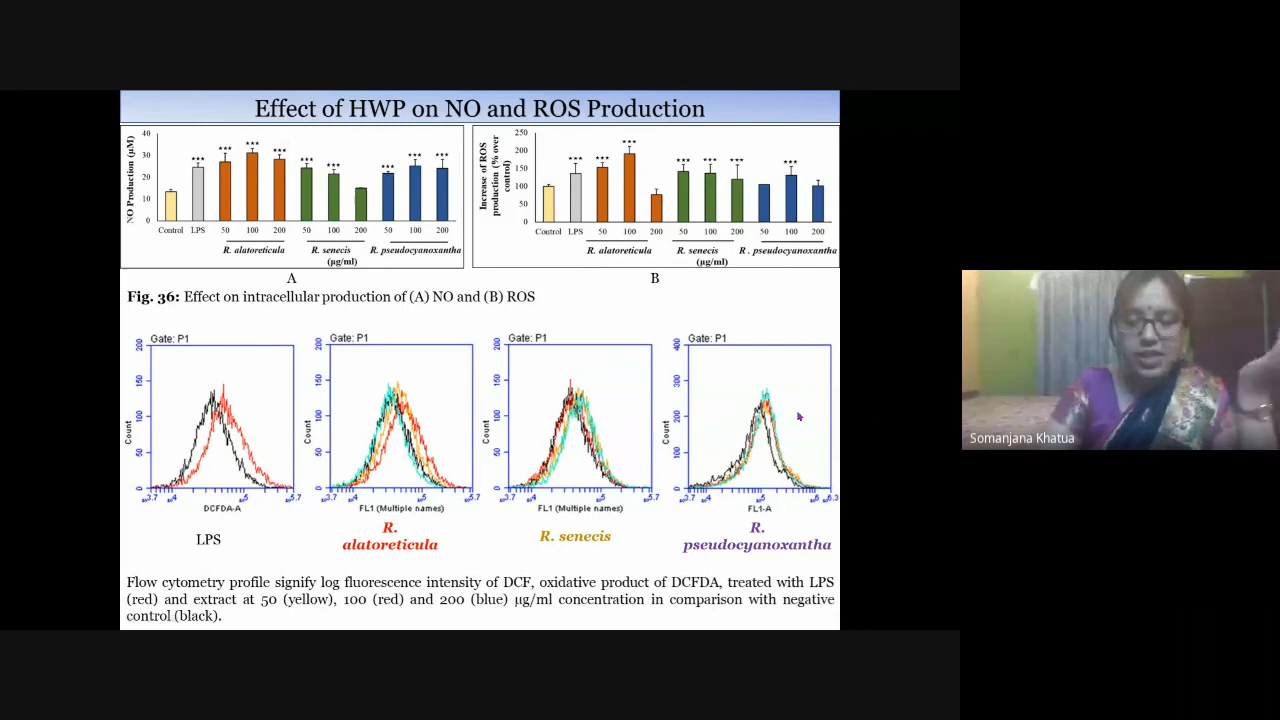 Effect of HWP on NO and ROS Production
NO Production (µM)
40
30
20
10
0
*** *** *** *** *** *** *** *** ***
Control LPS 50 100 200 50 100 200 50 100 200
R. alatoreticula R. senecis R. pseudocyanoxantha
(µg/ml)
A
Increase of ROS
production (% over
control)
250
200
150
100
50
0
*** *** *** *** *** *** ***
Control LPS 50 100 200 50 100 200 50 100 200
R. alatoreticula R. senecis R . pseudocyanoxantha
(µg/ml)
B
Fig. 36: Effect on intracellular production of (A) NO and (B) ROS
Gate: P1
Count
200
150
100
50
0
DCFDA-A
LPS
Gate: P1
Count
200
150
100
50
0
FL1 (Multiple names)
R.
alatoreticula
Gate: P1
Count
200
150
100
50
0
FL1 (Multiple names)
R. senecis
Gate: P1
Count
400
300
200
100
0
FL1-A
R.
pseudocyanoxantha
Flow cytometry profile signify log fluorescence intensity of DCF, oxidative product of DCFDA, treated with LPS
(red) and extract at 50 (yellow), 100 (red) and 200 (blue) µg/ml concentration in comparison with negative
control (black).
Somanjana Khatua